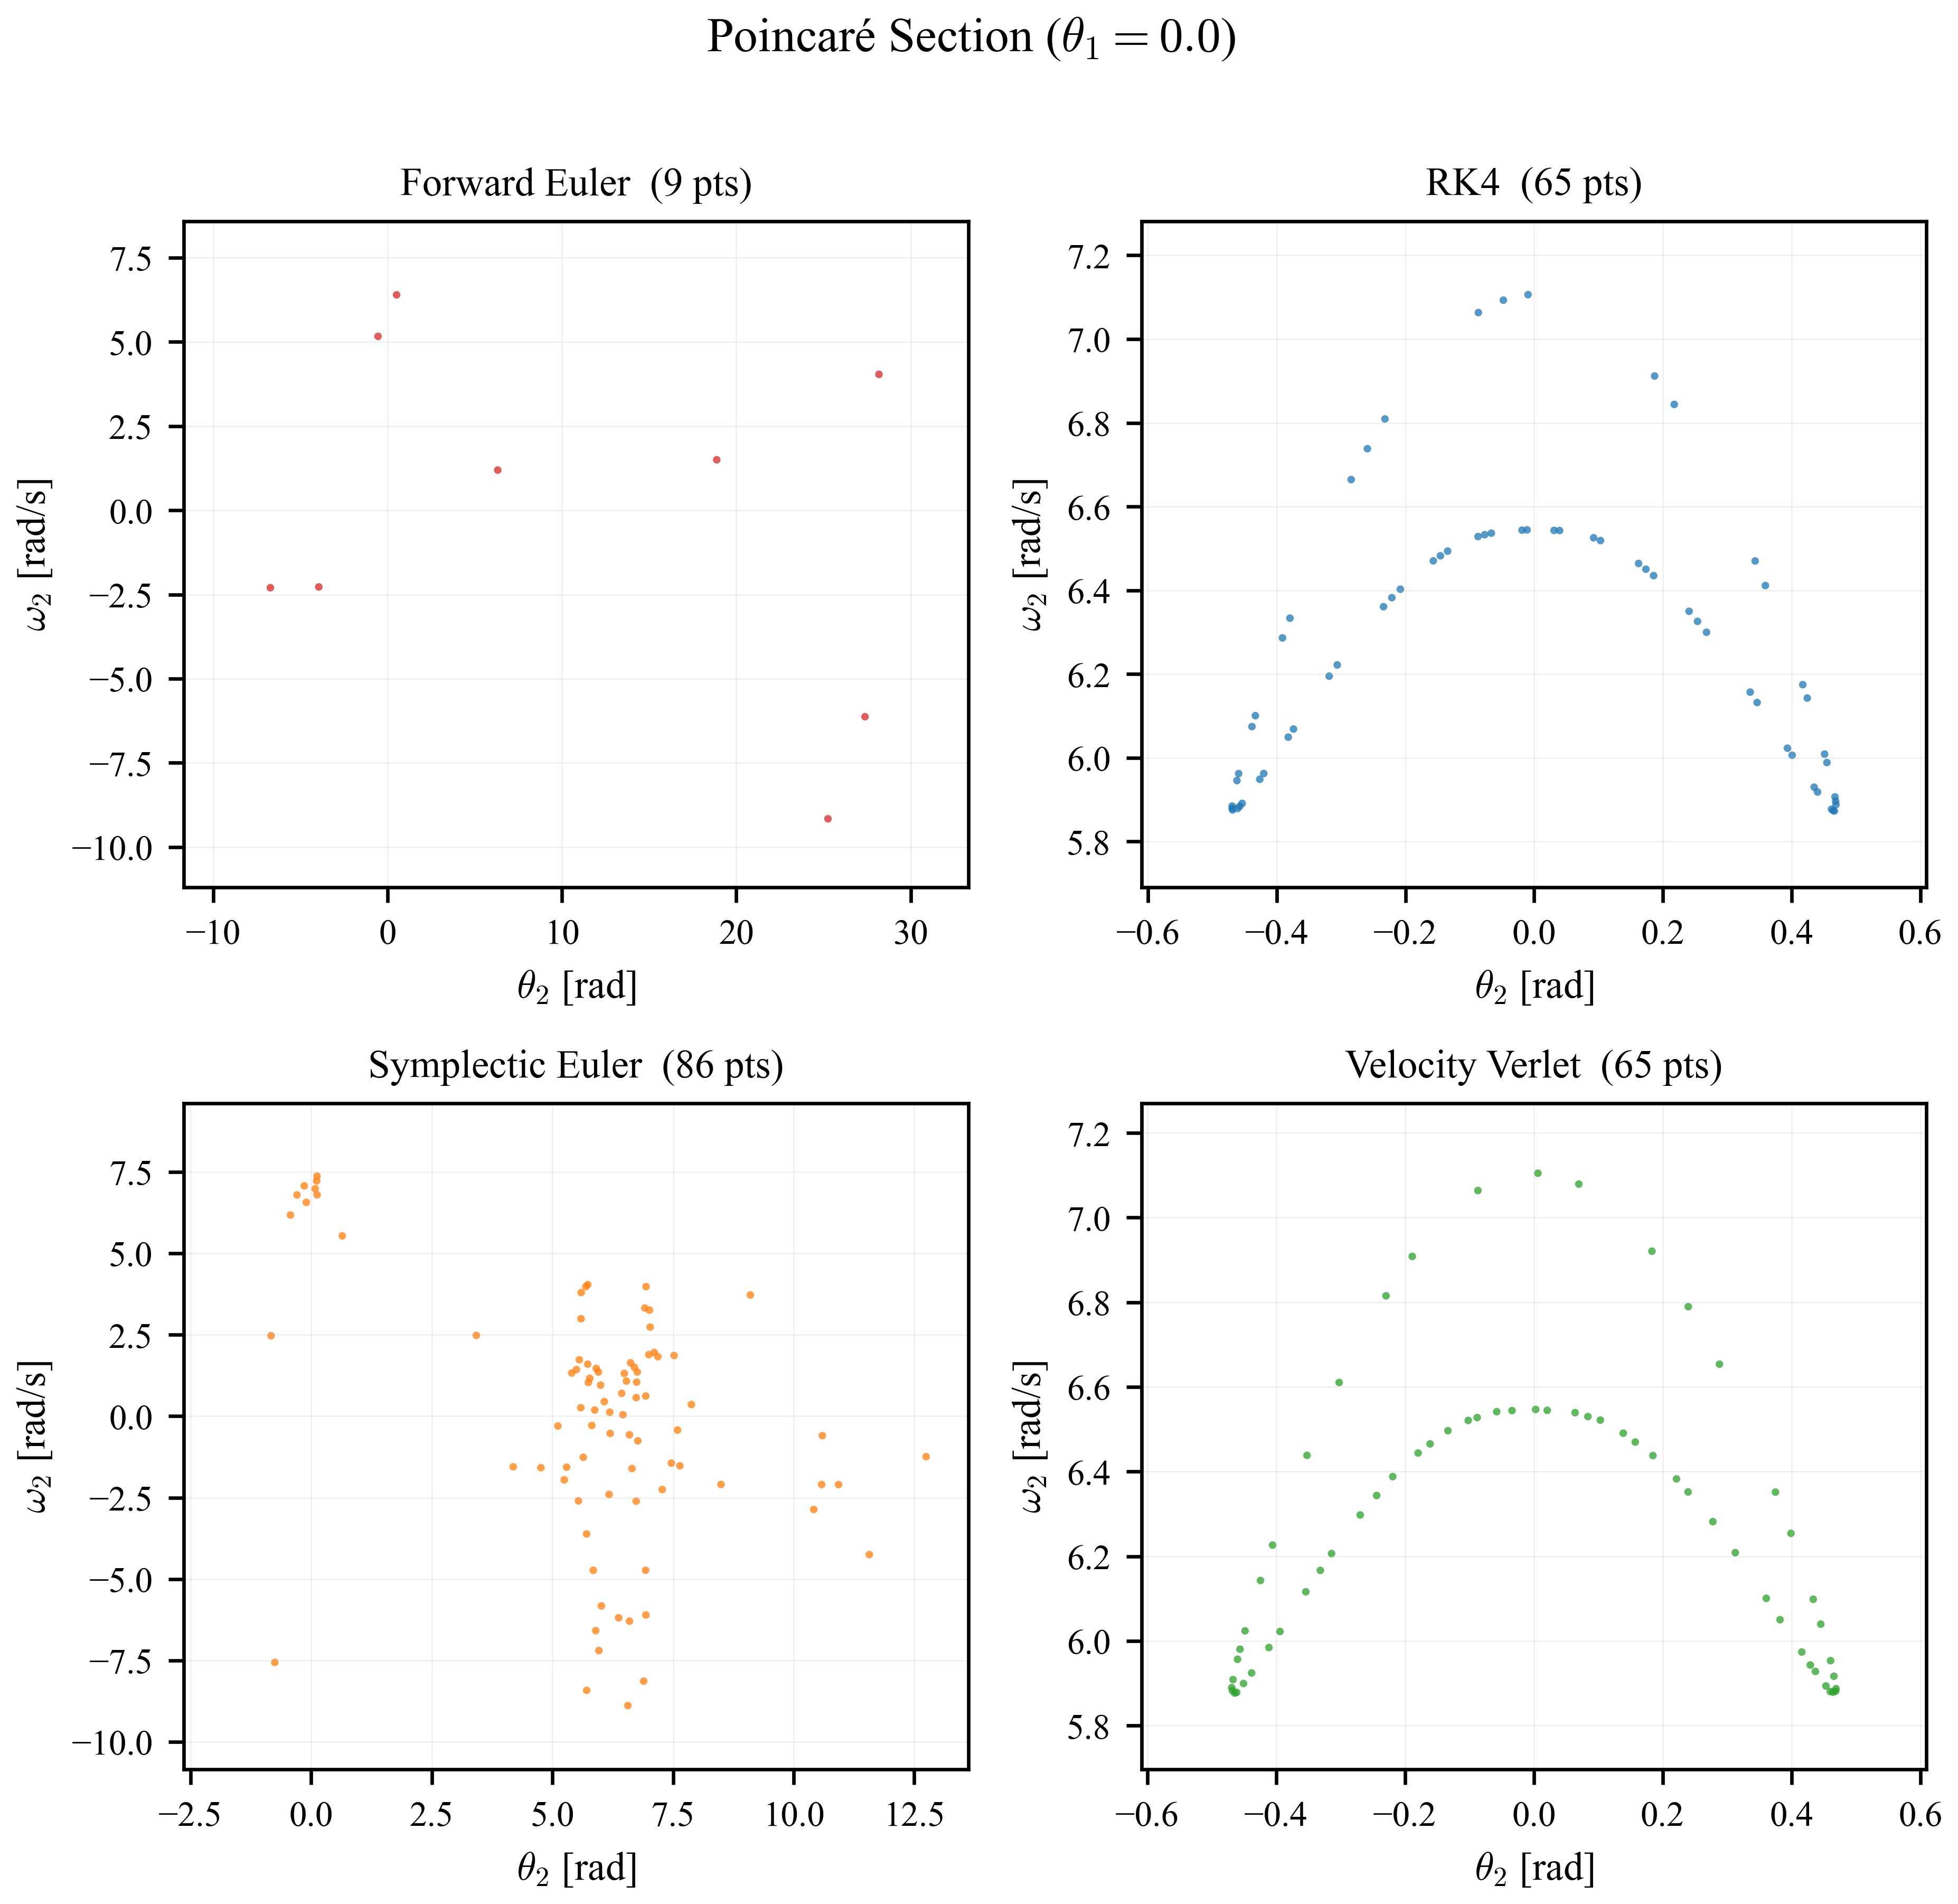 Poincaré Section (θ₁ = 0.0)
Forward Euler (9 pts)
7.5
5.0
2.5
0.0
−2.5
−5.0
−7.5
−10.0
ω₂ [rad/s]
−10 0 10 20 30
θ₂ [rad]
RK4 (65 pts)
7.2
7.0
6.8
6.6
6.4
6.2
6.0
5.8
ω₂ [rad/s]
−0.6 −0.4 −0.2 0.0 0.2 0.4 0.6
θ₂ [rad]
Symplectic Euler (86 pts)
7.5
5.0
2.5
0.0
−2.5
−5.0
−7.5
−10.0
ω₂ [rad/s]
−2.5 0.0 2.5 5.0 7.5 10.0 12.5
θ₂ [rad]
Velocity Verlet (65 pts)
7.2
7.0
6.8
6.6
6.4
6.2
6.0
5.8
ω₂ [rad/s]
−0.6 −0.4 −0.2 0.0 0.2 0.4 0.6
θ₂ [rad]